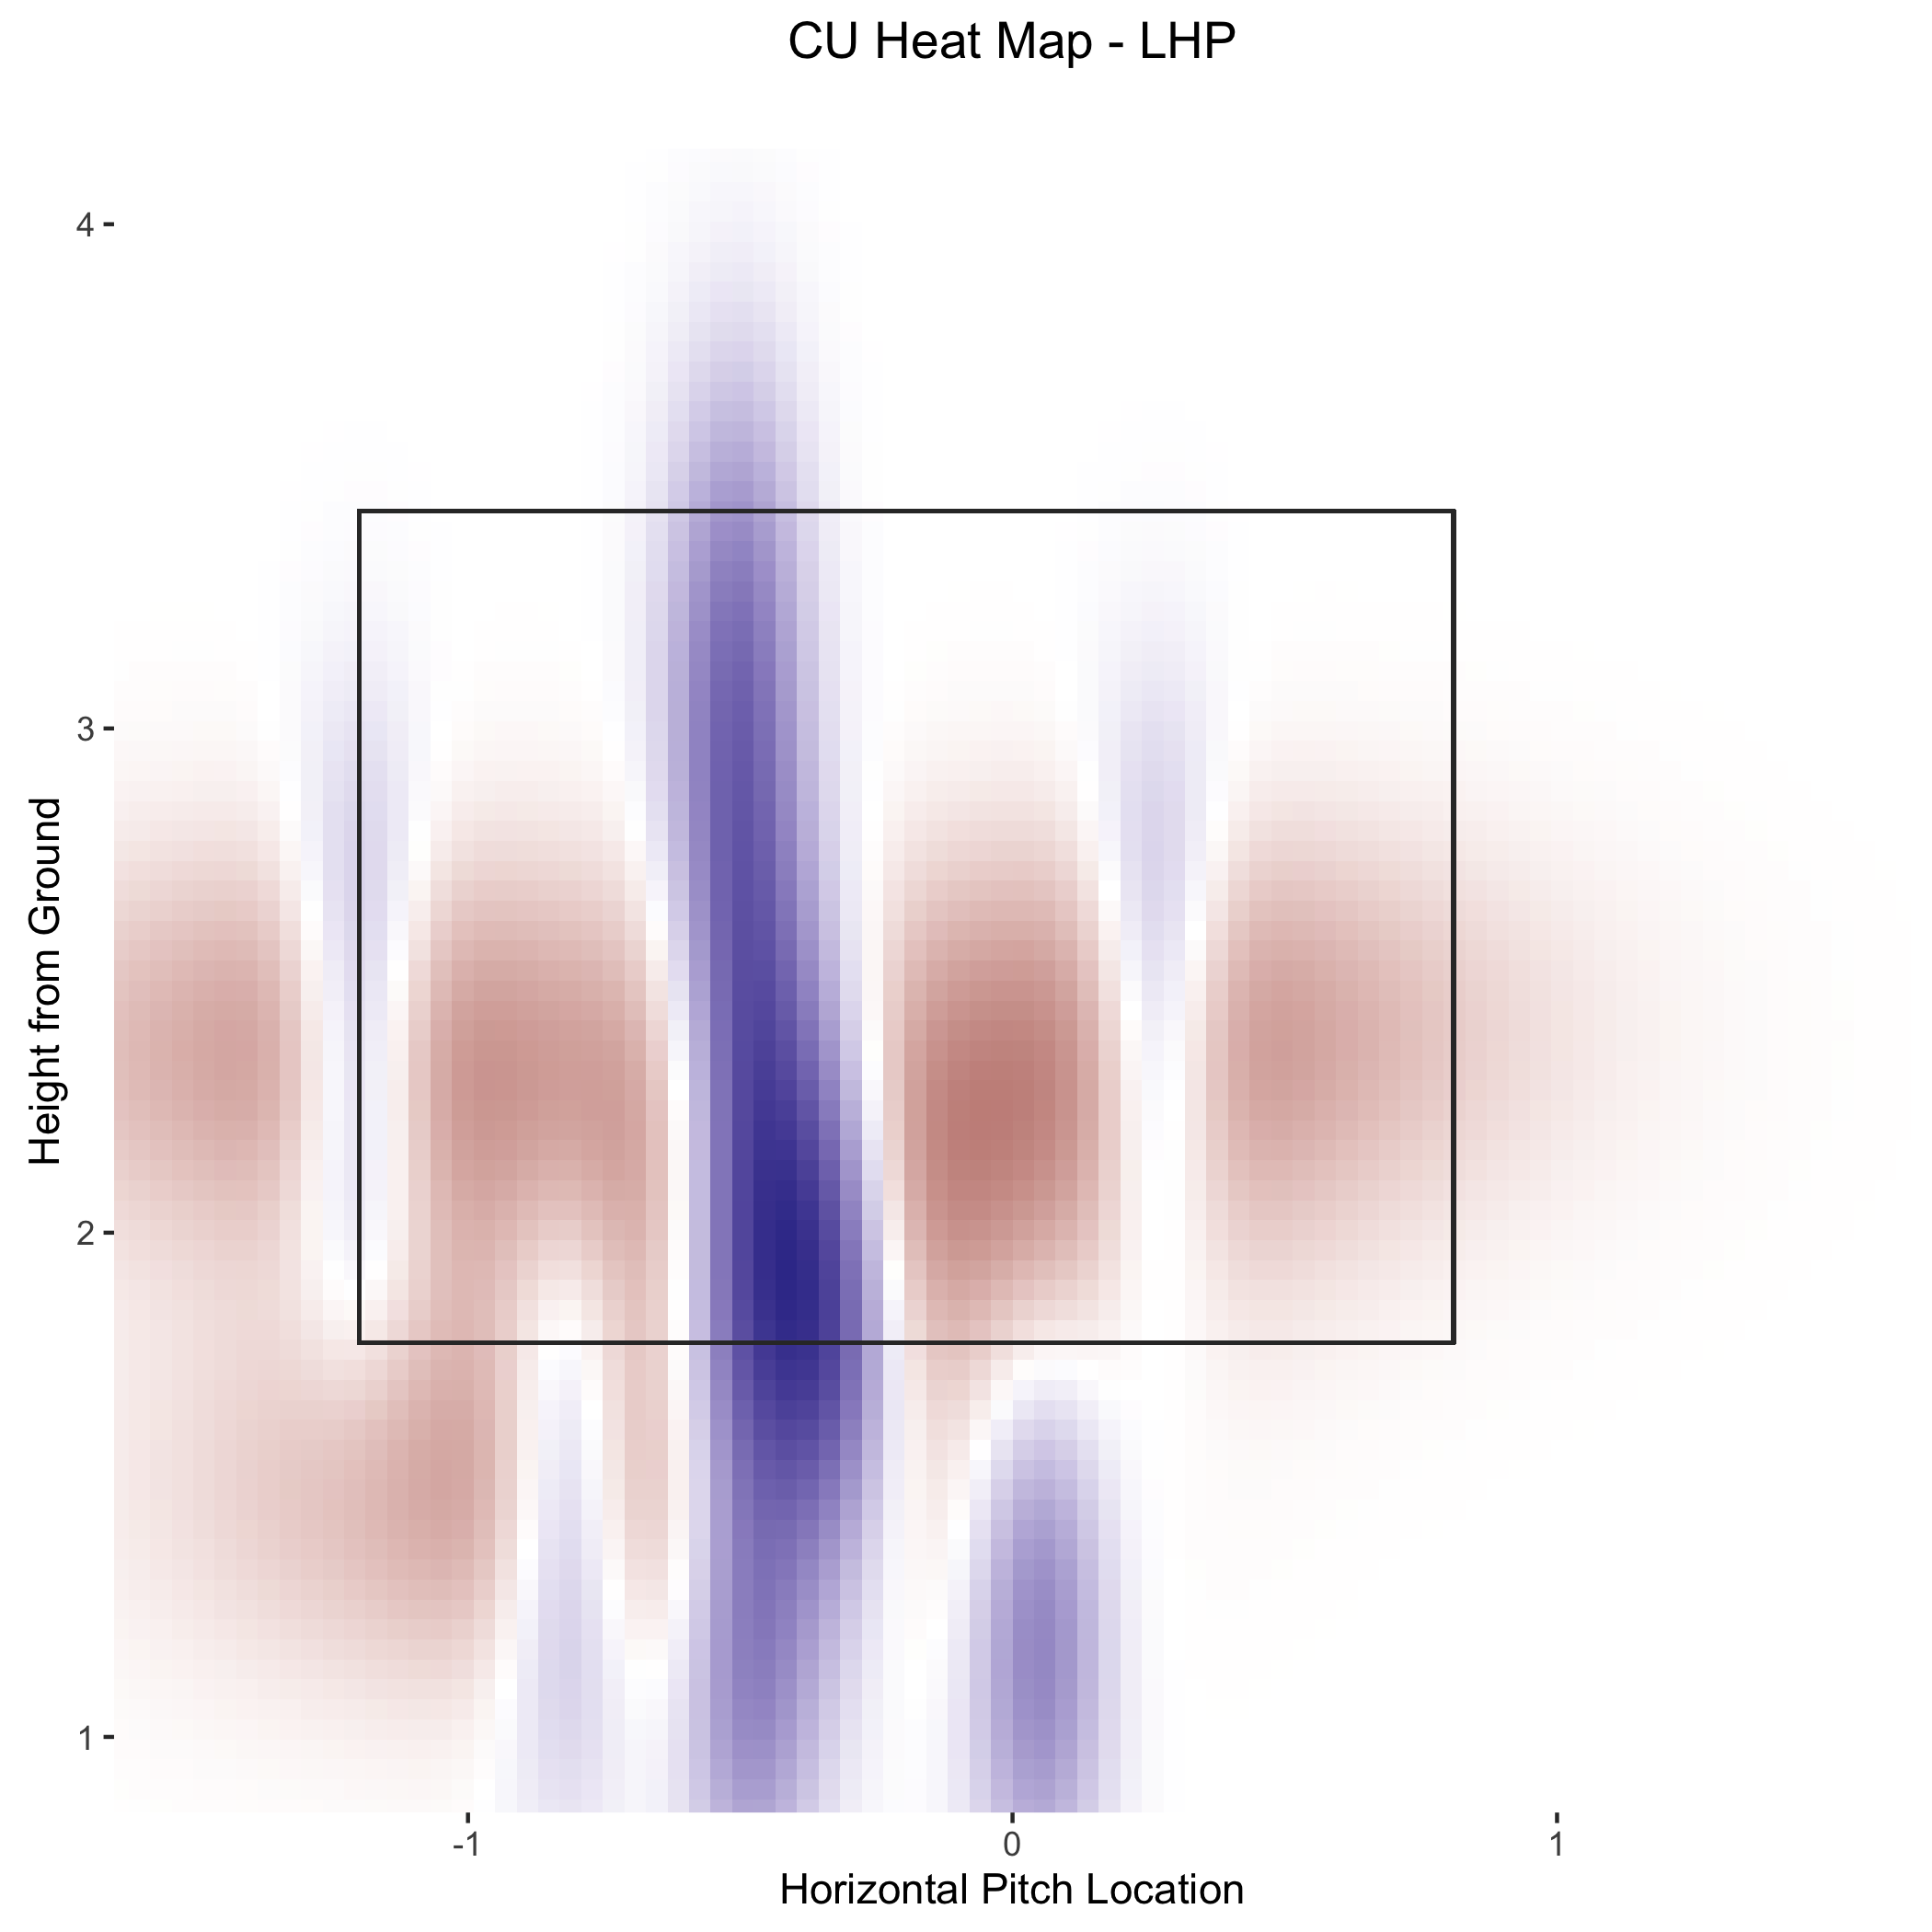 CU Heat Map - LHP
4
3
2
1
Height from Ground
-1 0 1
Horizontal Pitch Location